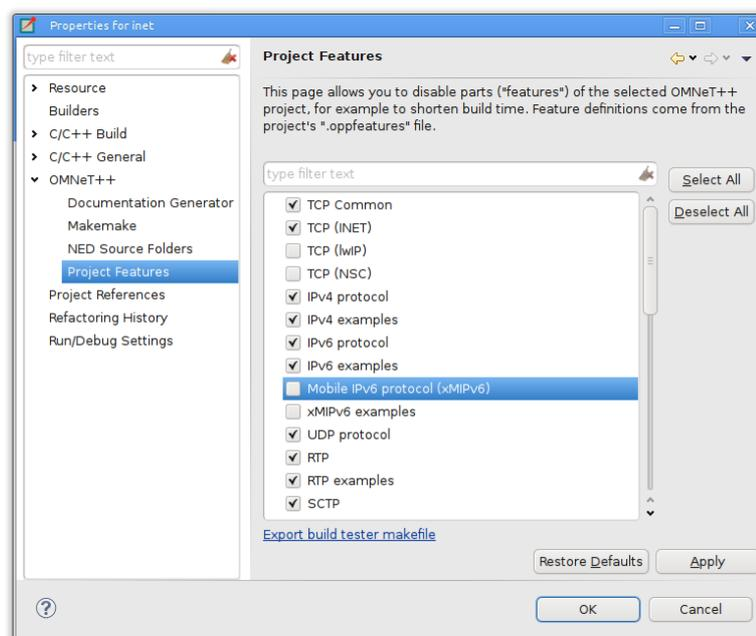 Properties for inet
type filter text
Resource
Builders
C/C++ Build
C/C++ General
OMNeT++
Documentation Generator
Makemake
NED Source Folders
Project Features
Project References
Refactoring History
Run/Debug Settings
Project Features
This page allows you to disable parts ("features") of the selected OMNeT++
project, for example to shorten build time. Feature definitions come from the
project's ".oppfeatures" file.
type filter text
Select All
Deselect All
TCP Common
TCP (INET)
TCP (lwIP)
TCP (NSC)
IPv4 protocol
IPv4 examples
IPv6 protocol
IPv6 examples
Mobile IPv6 protocol (xMIPv6)
xMIPv6 examples
UDP protocol
RTP
RTP examples
SCTP
Export build tester makefile
Restore Defaults
Apply
?
OK
Cancel